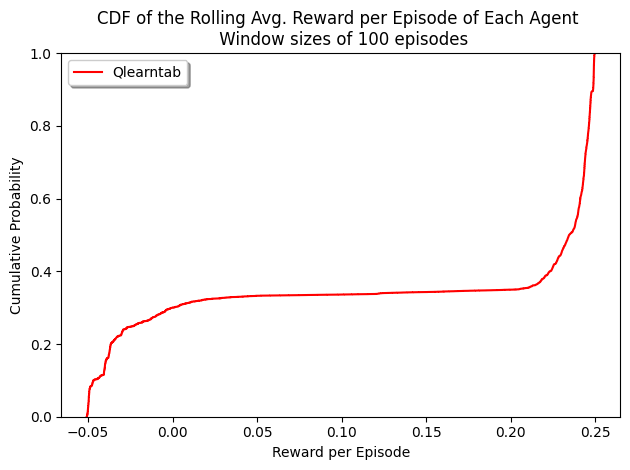 CDF of the Rolling Avg. Reward per Episode of Each Agent
Window sizes of 100 episodes
Qlearntab
Cumulative Probability
1.0
0.8
0.6
0.4
0.2
0.0
−0.05 0.00 0.05 0.10 0.15 0.20 0.25
Reward per Episode